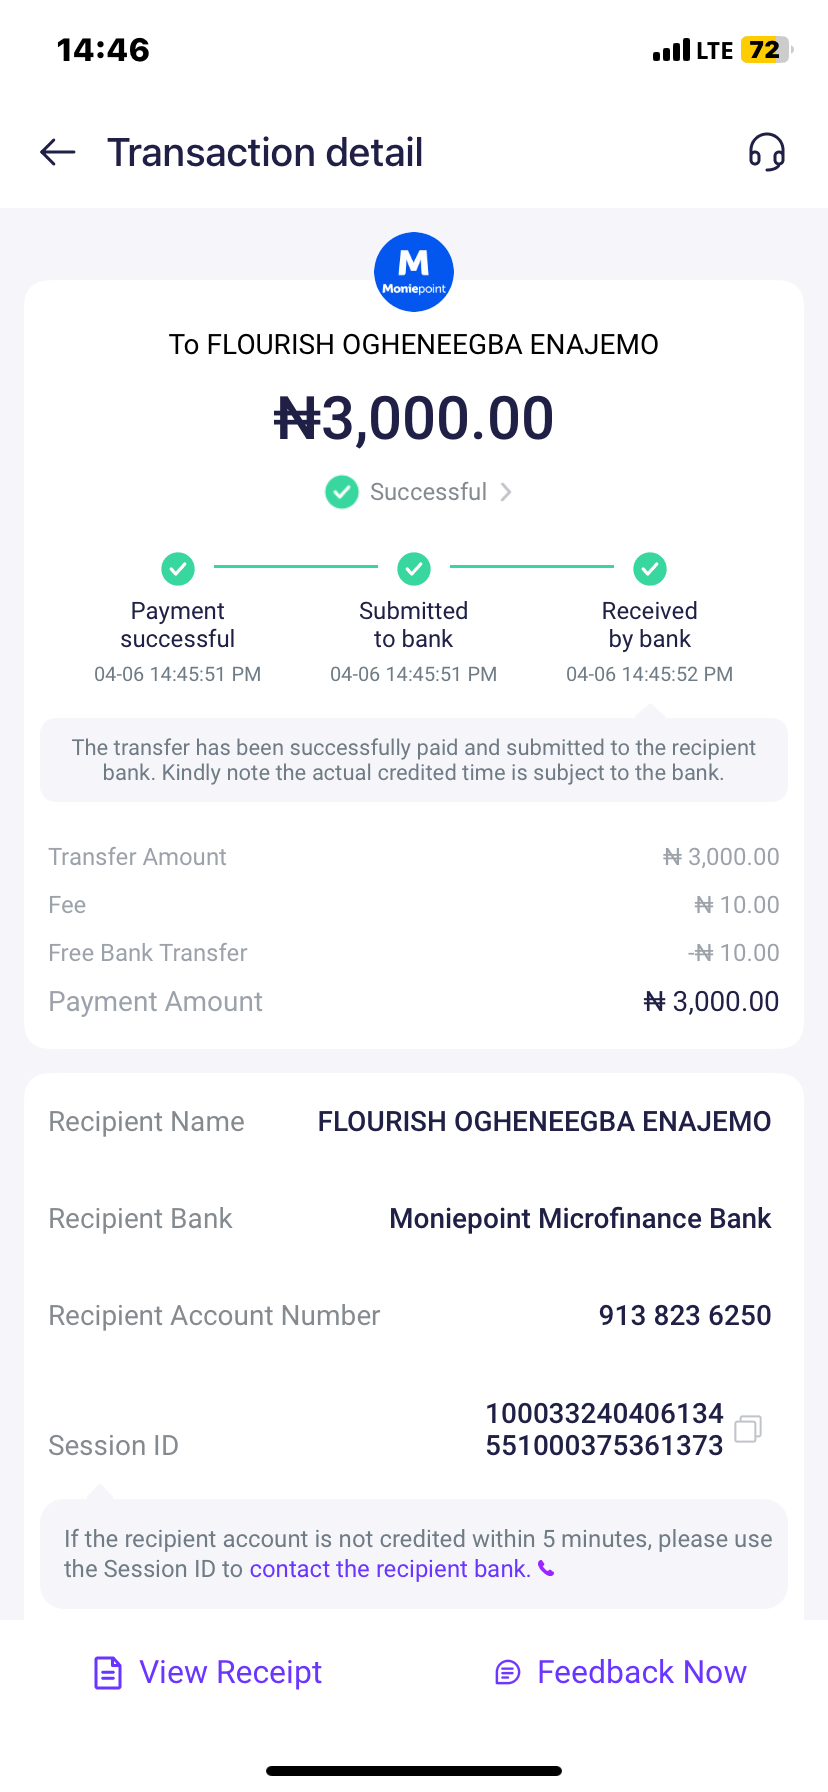 14:46
LTE 72
Transaction detail
M
Moniepoint
To FLOURISH OGHENEEGBA ENAJEMO
₦3,000.00
Successful
Payment successful
04-06 14:45:51 PM
Submitted to bank
04-06 14:45:51 PM
Received by bank
04-06 14:45:52 PM
The transfer has been successfully paid and submitted to the recipient
bank. Kindly note the actual credited time is subject to the bank.
Transfer Amount ₦ 3,000.00
Fee ₦ 10.00
Free Bank Transfer -₦ 10.00
Payment Amount ₦ 3,000.00
Recipient Name FLOURISH OGHENEEGBA ENAJEMO
Recipient Bank Moniepoint Microfinance Bank
Recipient Account Number 913 823 6250
Session ID 100033240406134
551000375361373
If the recipient account is not credited within 5 minutes, please use
the Session ID to contact the recipient bank.
View Receipt
Feedback Now